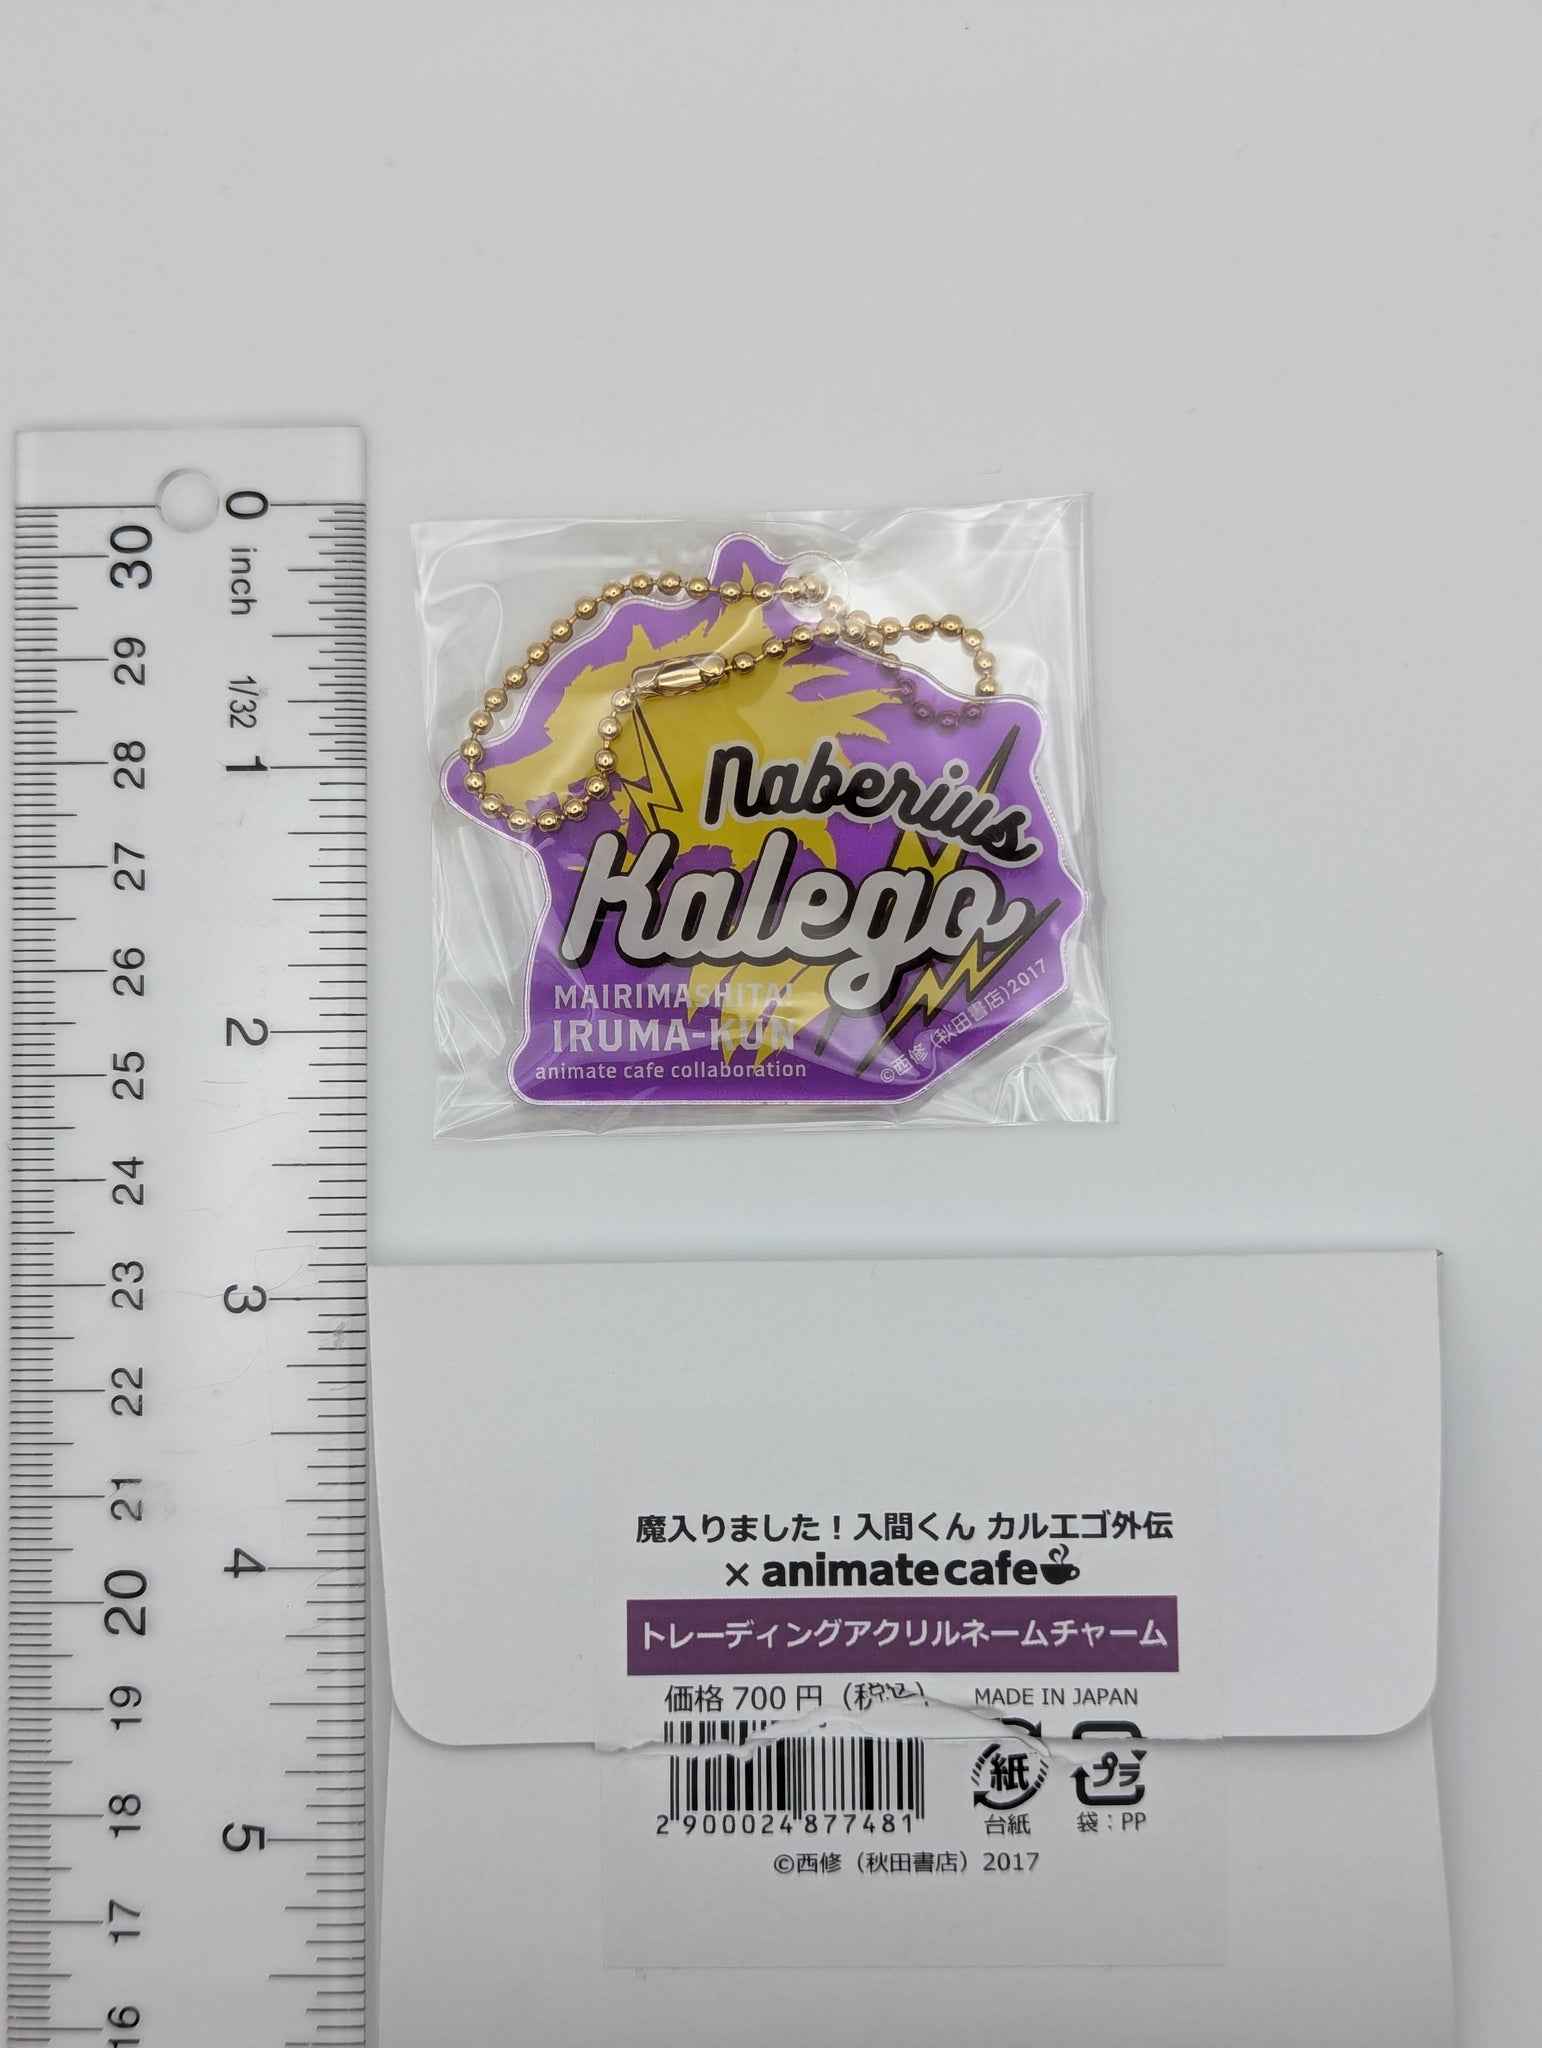 0
inch
1/32
1
2
3
4
5
30
29
28
27
26
25
24
23
22
21
20
19
18
17
16
Naberius
Kalego
MAIRIMASHITA!
IRUMA-KUN
animate cafe collaboration
©西修（秋田書店）2017
魔入りました！入間くん カルエゴ外伝
× animate cafe
トレーディングアクリルネームチャーム
価格 700 円（税込）
MADE IN JAPAN
紙
プラ
2 900024 877481
台紙
袋：PP
©西修（秋田書店）2017